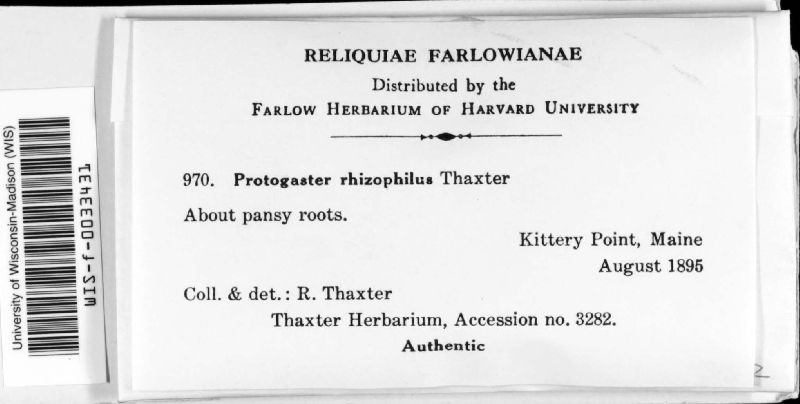 RELIQUIAE FARLOWIANAE
Distributed by the
FARLOW HERBARIUM OF HARVARD UNIVERSITY
970. Protogaster rhizophilus Thaxter
About pansy roots.
Kittery Point, Maine
August 1895
Coll. & det.: R. Thaxter
Thaxter Herbarium, Accession no. 3282.
Authentic
University of Wisconsin-Madison (WIS)
WIS-f-0033431
2